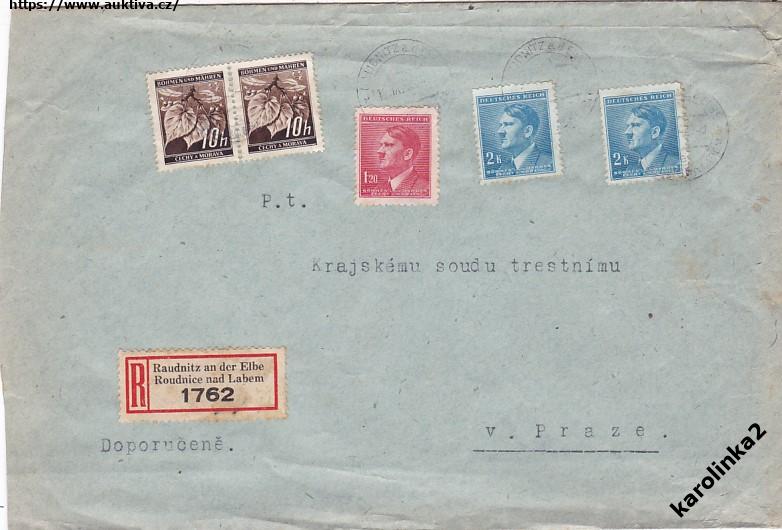 https://www.auktiva.cz/
BÖHMEN UND MÄHREN
10h
ČECHY A MORAVA
BÖHMEN UND MÄHREN
10h
ČECHY A MORAVA
DEUTSCHES REICH
1.20
DEUTSCHES REICH
2K
DEUTSCHES REICH
2K
P.t.
Krajskému soudu trestnímu
R
Raudnitz an der Elbe
Roudnice nad Labem
1762
Doporučeně.
v. Praze.
karolinka2